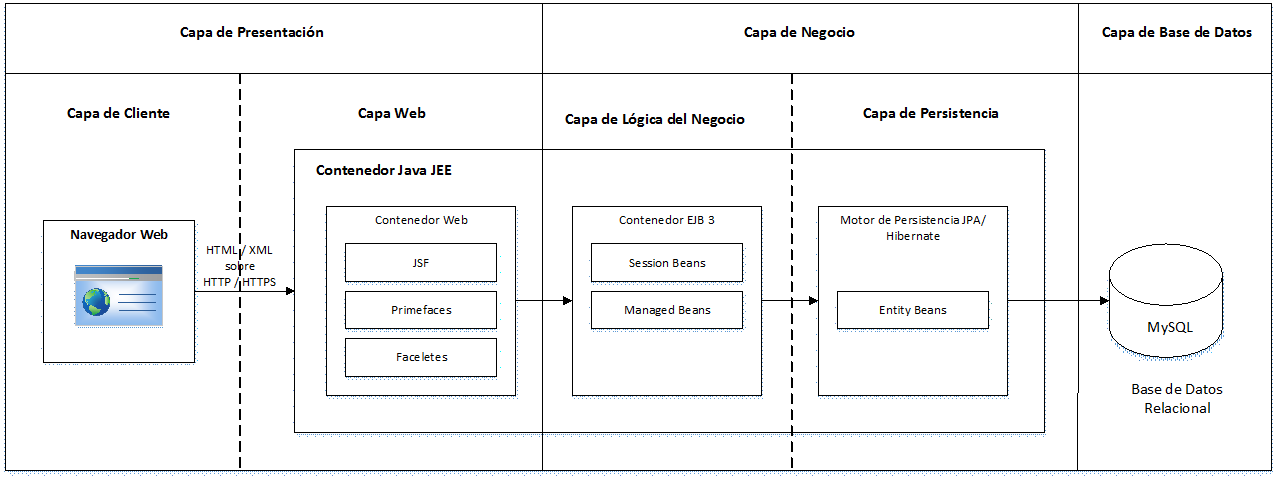 Capa de Presentación
Capa de Negocio
Capa de Base de Datos
Capa de Cliente
Capa Web
Capa de Lógica del Negocio
Capa de Persistencia
Contenedor Java JEE
Navegador Web
HTML / XML
sobre
HTTP / HTTPS
Contenedor Web
JSF
Primefaces
Faceletes
Contenedor EJB 3
Session Beans
Managed Beans
Motor de Persistencia JPA/
Hibernate
Entity Beans
MySQL
Base de Datos
Relacional